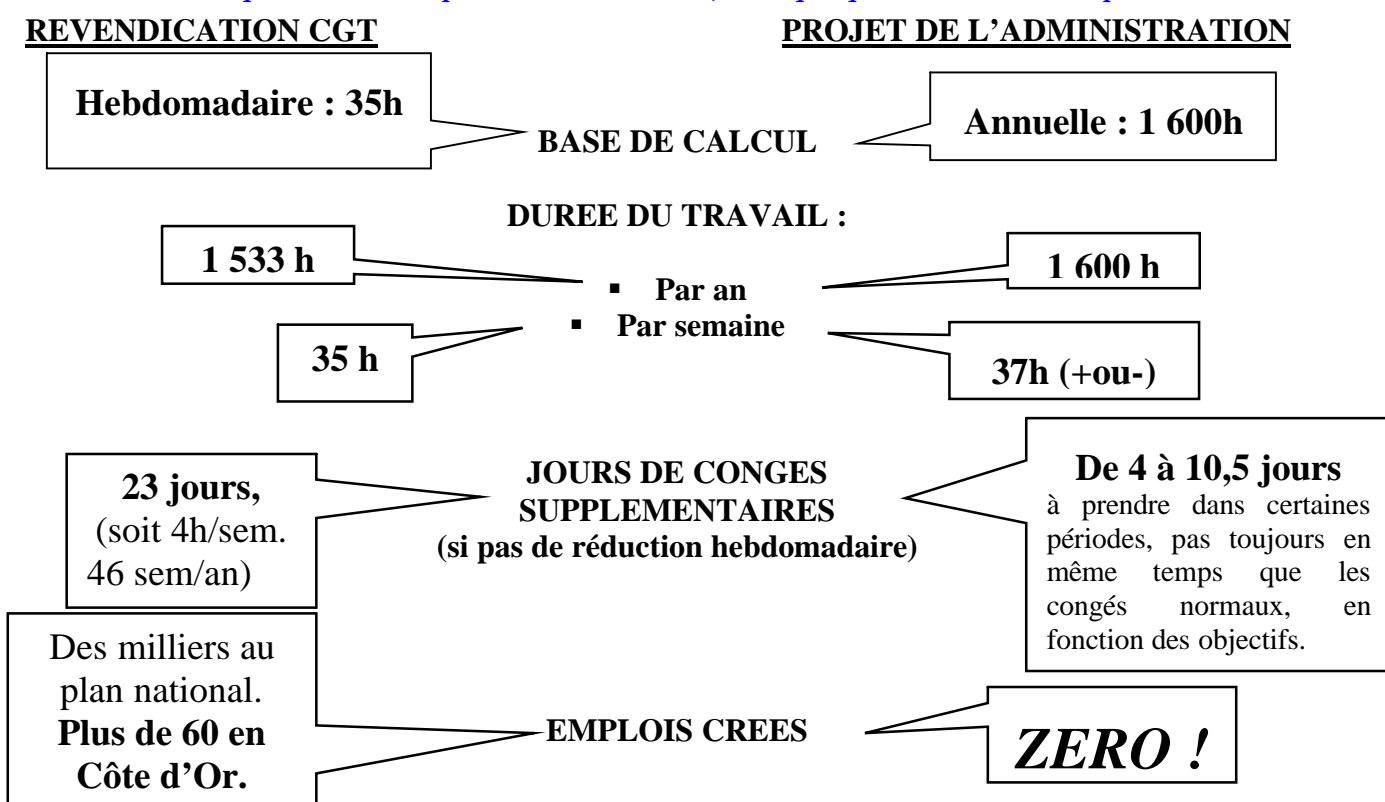 REVENDICATION CGT
PROJET DE L’ADMINISTRATION
Hebdomadaire : 35h
BASE DE CALCUL
Annuelle : 1 600h
DUREE DU TRAVAIL :
1 533 h
▪ Par an
1 600 h
35 h
▪ Par semaine
37h (+ou-)
23 jours,
(soit 4h/sem.
46 sem/an)
JOURS DE CONGES
SUPPLEMENTAIRES
(si pas de réduction hebdomadaire)
De 4 à 10,5 jours
à prendre dans certaines
périodes, pas toujours en
même temps que les
congés normaux, en
fonction des objectifs.
Des milliers au
plan national.
Plus de 60 en
Côte d’Or.
EMPLOIS CREES
ZERO !